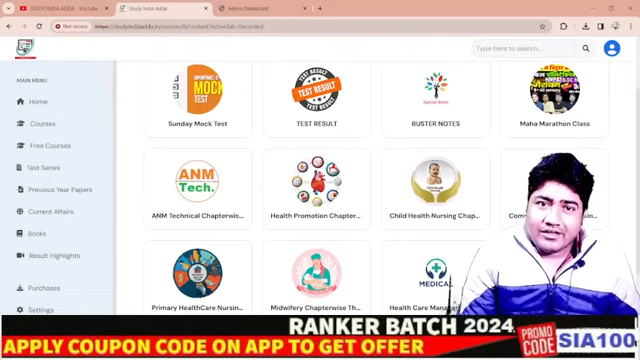 STUDY INDIA ADDA - YouTube
Study India Adda
Admin Dashboard
Not secure
Type here to search...
MAIN MENU
Home
Courses
Free Courses
Test Series
Previous Year Papers
Current Affairs
Books
Result Highlights
Purchases
Settings
MOCK
TEST
Sunday Mock Test
TEST
TEST RESULT
RESULT
TEST RESULT
Special Notes
BUSTER NOTES
Maha Marathon Class
ANM
Tech.
ANM Technical Chapterwis...
Health Promotion Chapter...
Child Health Nursing Chap...
Primary HealthCare Nursin...
Midwifery Chapterwise Th...
MEDICAL
RANKER BATCH 2024
APPLY COUPON CODE ON APP TO GET OFFER
PROMO
CODE
SIA100